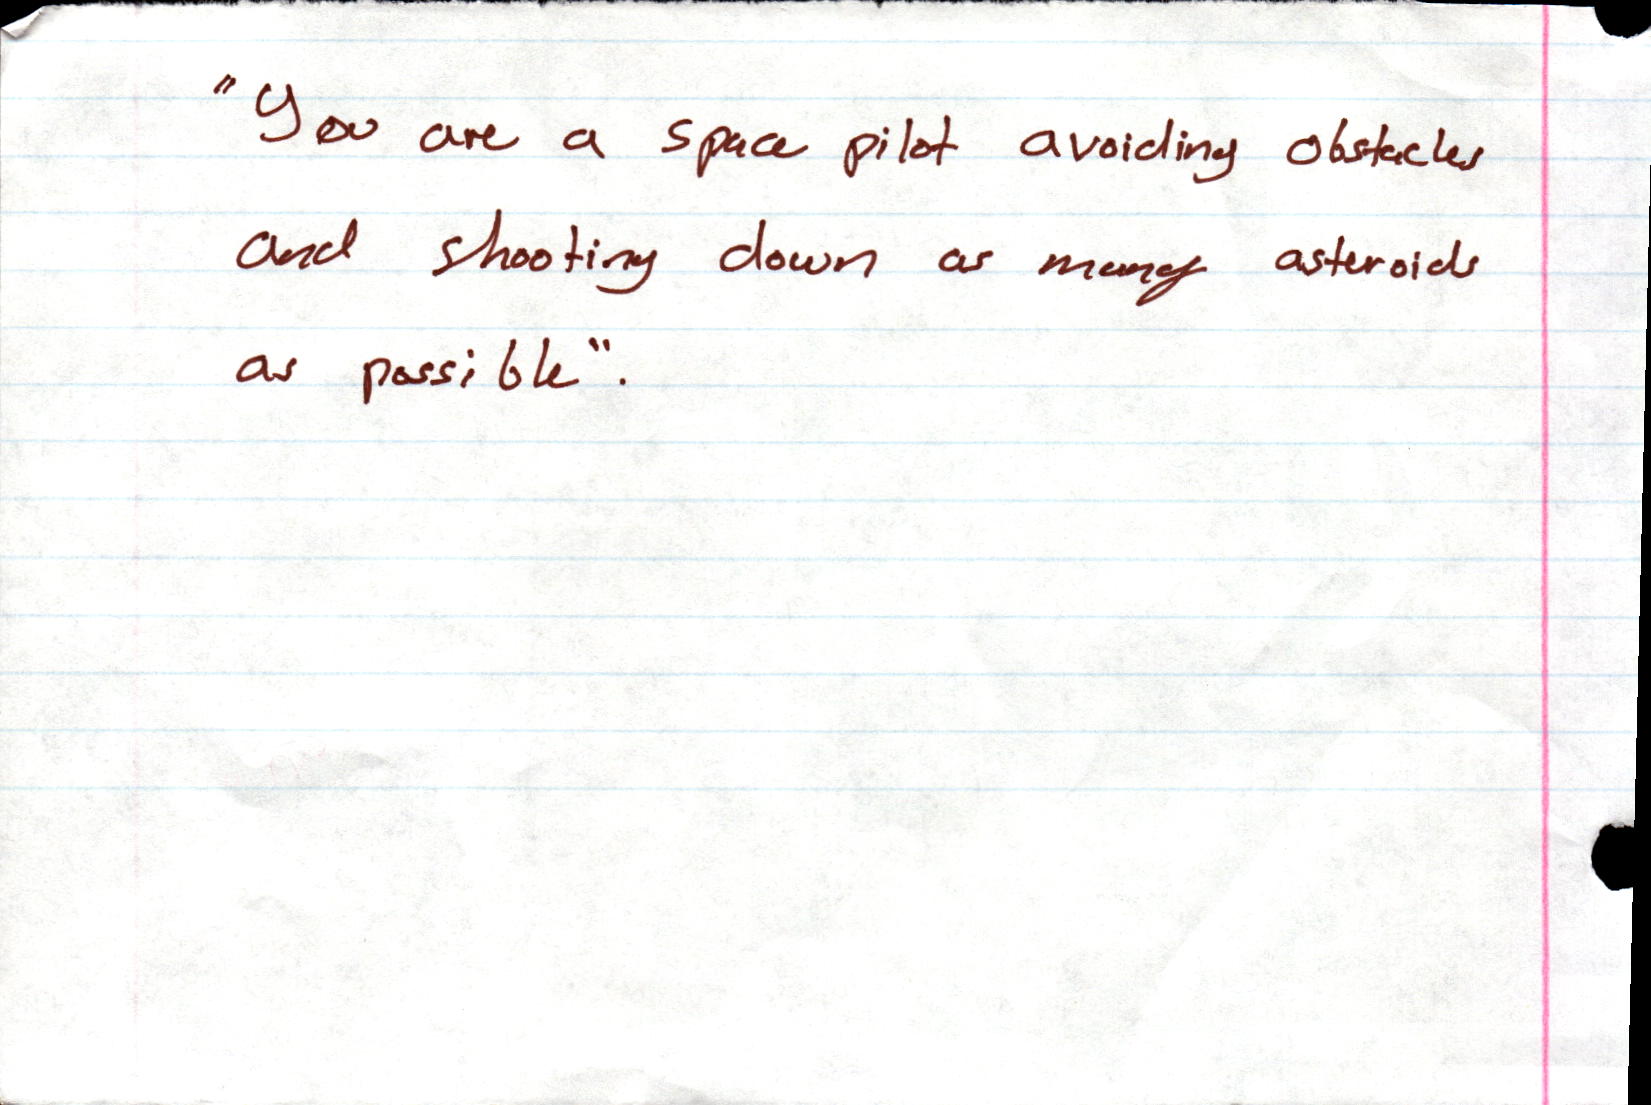 "You are a space pilot avoiding obstacles
and shooting down as many asteroids
as possible".